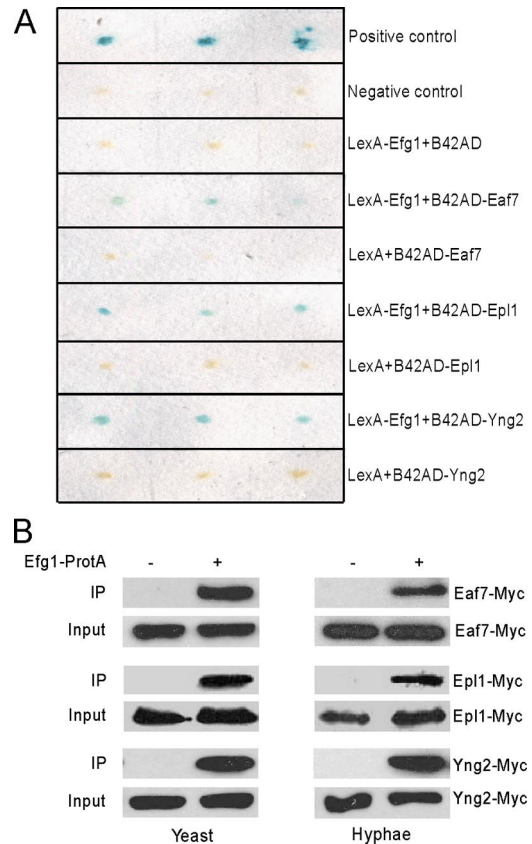 A
Positive control
Negative control
LexA-Efg1+B42AD
LexA-Efg1+B42AD-Eaf7
LexA+B42AD-Eaf7
LexA-Efg1+B42AD-Epl1
LexA+B42AD-Epl1
LexA-Efg1+B42AD-Yng2
LexA+B42AD-Yng2
B
Efg1-ProtA - + - +
IP Eaf7-Myc
Input Eaf7-Myc
IP Epl1-Myc
Input Epl1-Myc
IP Yng2-Myc
Input Yng2-Myc
Yeast Hyphae